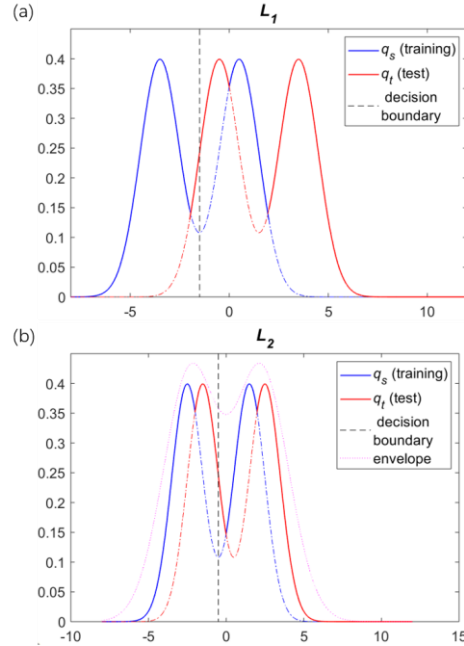 (a)
L1
0.4
0.35
0.3
0.25
0.2
0.15
0.1
0.05
0
-5
0
5
10
qs (training)
qt (test)
decision
boundary
(b)
L2
0.4
0.35
0.3
0.25
0.2
0.15
0.1
0.05
0
-10
-5
0
5
10
15
qs (training)
qt (test)
decision
boundary
envelope